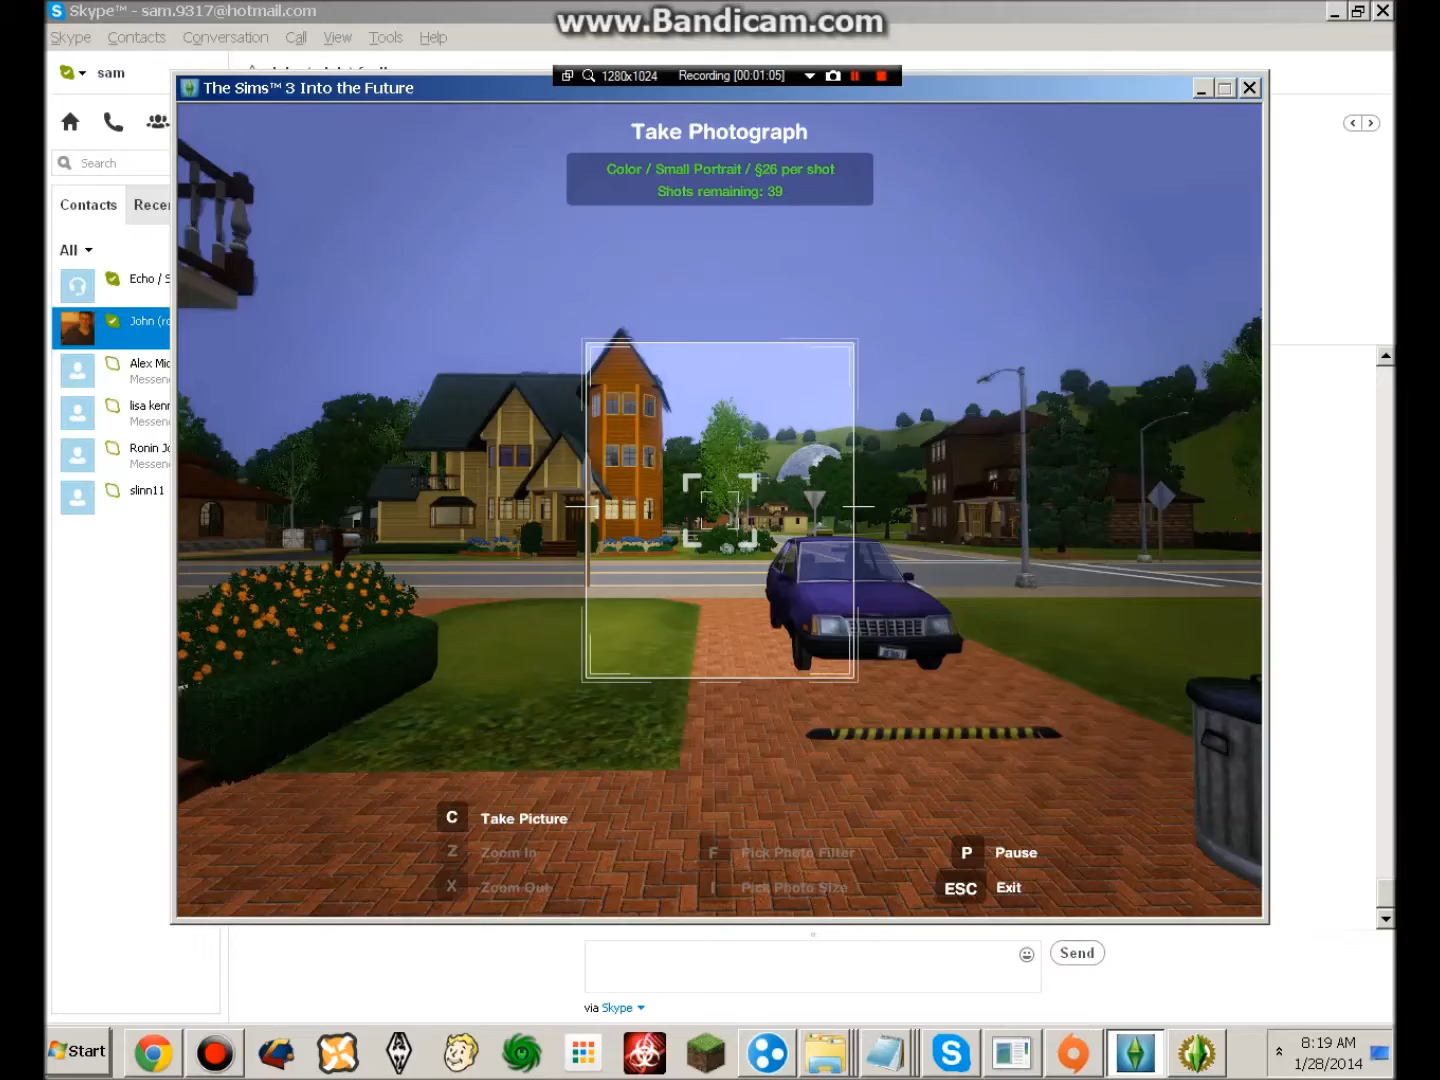 Skype™ - sam.9317@hotmail.com
www.Bandicam.com
Skype Contacts Conversation Call View Tools Help
sam
1280x1024 Recording [00:01:05]
The Sims™ 3 Into the Future
Take Photograph
Color / Small Portrait / §26 per shot
Shots remaining: 39
Search
Contacts Recen
All
Echo / S
John (ro
Alex Mic
Messen
lisa kenn
Messen
Ronin Jo
Messen
slinn11
C Take Picture
Z Zoom In
X Zoom Out
F Pick Photo Filter
I Pick Photo Size
P Pause
ESC Exit
Send
via Skype
Start
8:19 AM
1/28/2014